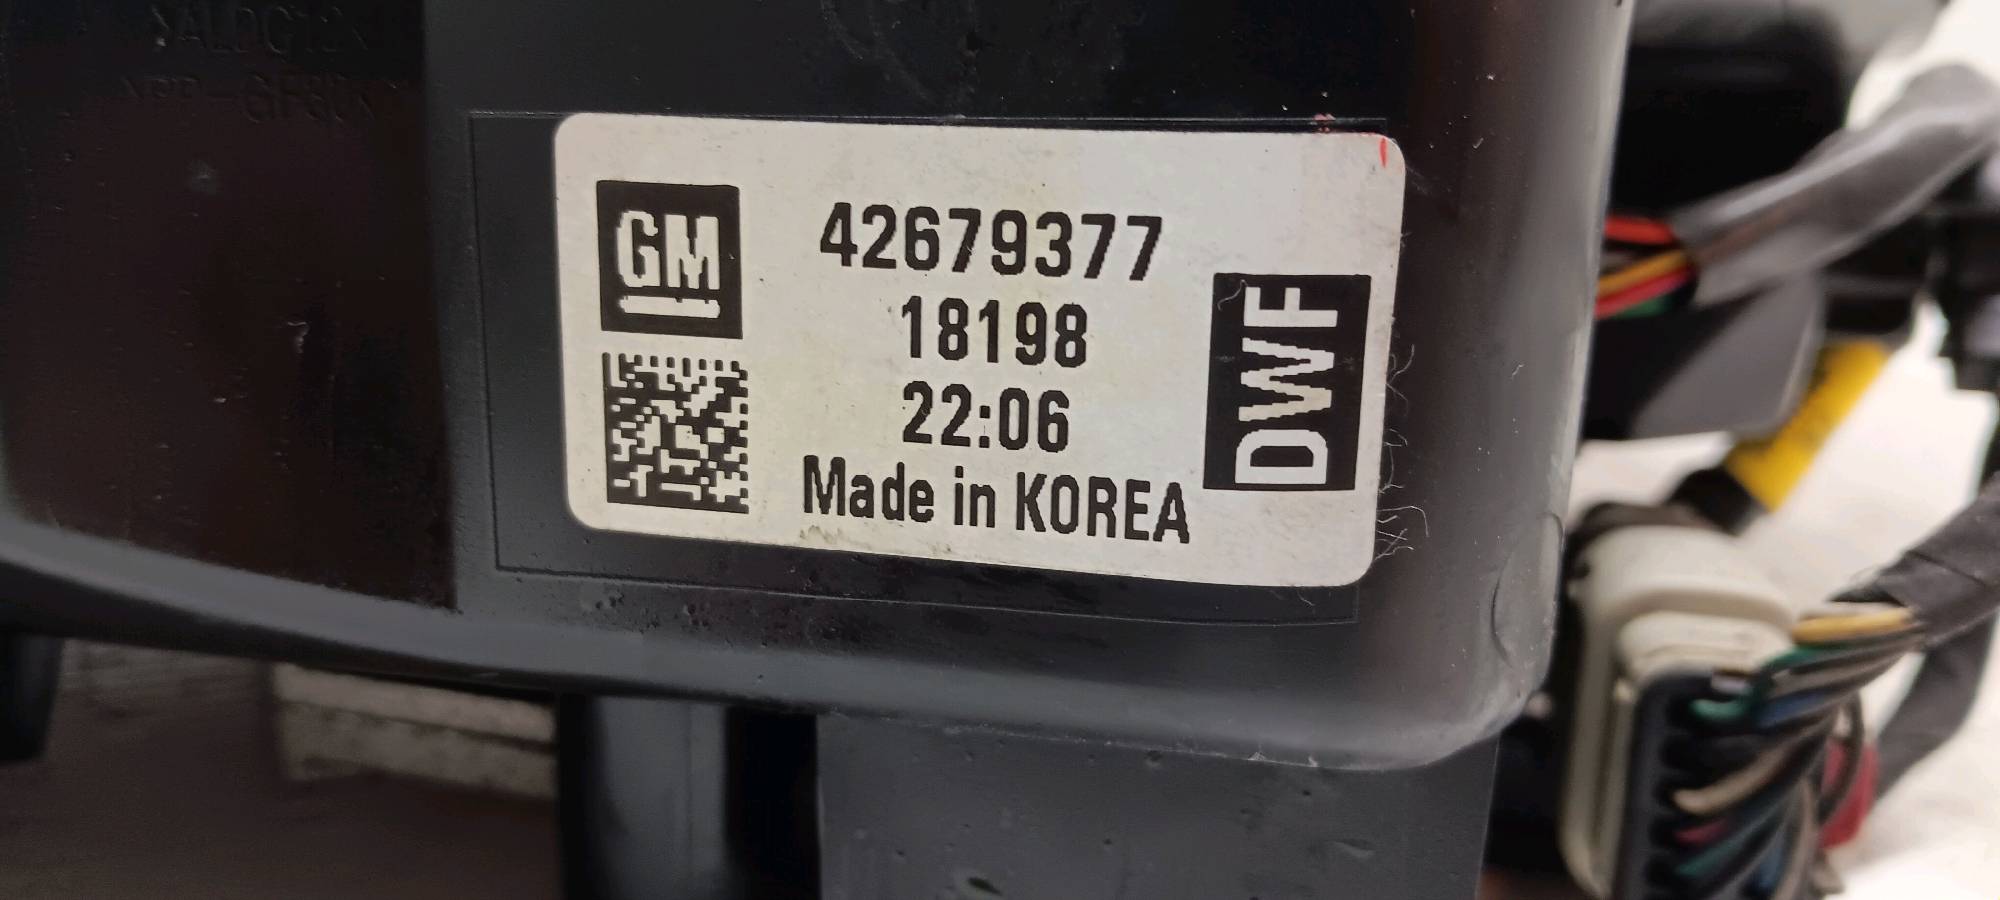 GM
42679377
18198
22:06
Made in KOREA
DWF